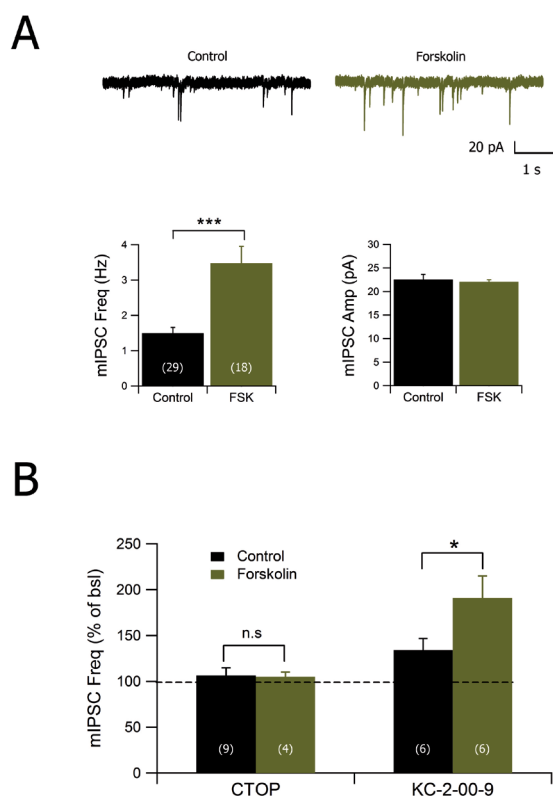 A
Control
Forskolin
20 pA
1 s
***
mIPSC Freq (Hz)
4
3
2
1
0
(29)
(18)
Control
FSK
mIPSC Amp (pA)
30
25
20
15
10
5
0
Control
FSK
B
mIPSC Freq (% of bsl)
250
200
150
100
50
0
Control
Forskolin
n.s
*
(9)
(4)
(6)
(6)
CTOP
KC-2-00-9